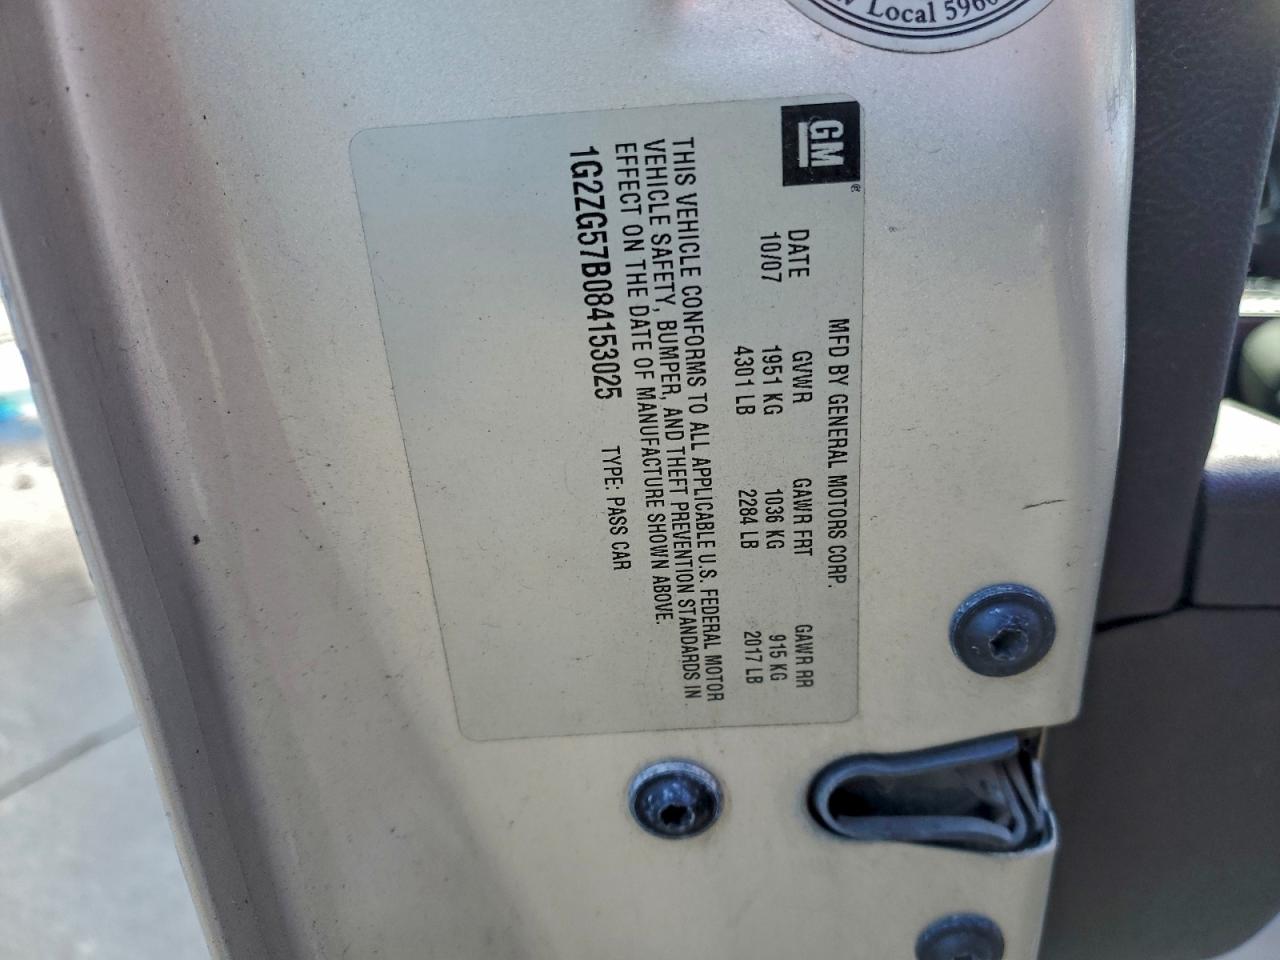 Local 596
GM
®
MFD BY GENERAL MOTORS CORP.
DATE GVWR GAWR FRT GAWR RR
10/07 1951 KG 1036 KG 915 KG
4301 LB 2284 LB 2017 LB
THIS VEHICLE CONFORMS TO ALL APPLICABLE U.S. FEDERAL MOTOR
VEHICLE SAFETY, BUMPER, AND THEFT PREVENTION STANDARDS IN
EFFECT ON THE DATE OF MANUFACTURE SHOWN ABOVE.
1G2ZG57B084153025 TYPE: PASS CAR